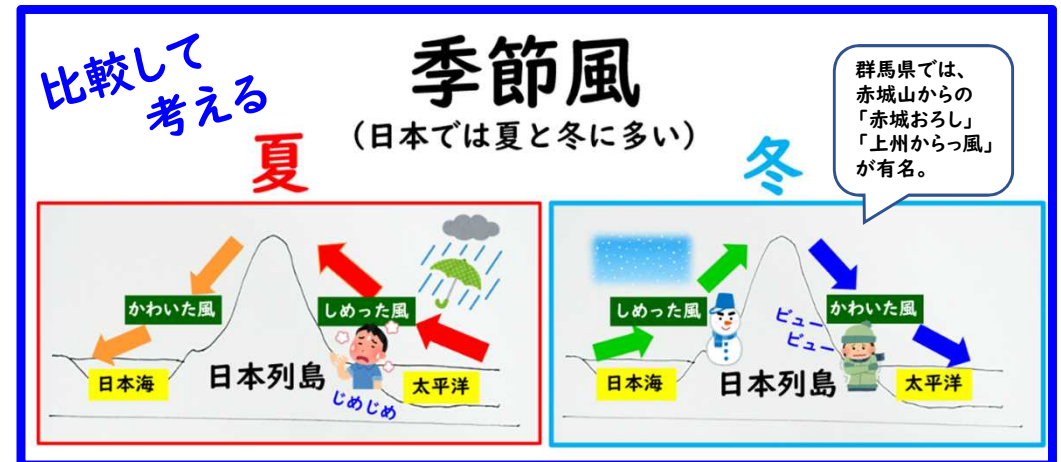 比較して
考える
季節風
(日本では夏と冬に多い)
群馬県では、
赤城山からの
「赤城おろし」
「上州からっ風」
が有名。
夏
かわいた風
しめった風
日本海
日本列島
じめじめ
太平洋
冬
しめった風
ビュー
ビュー
かわいた風
日本海
日本列島
太平洋